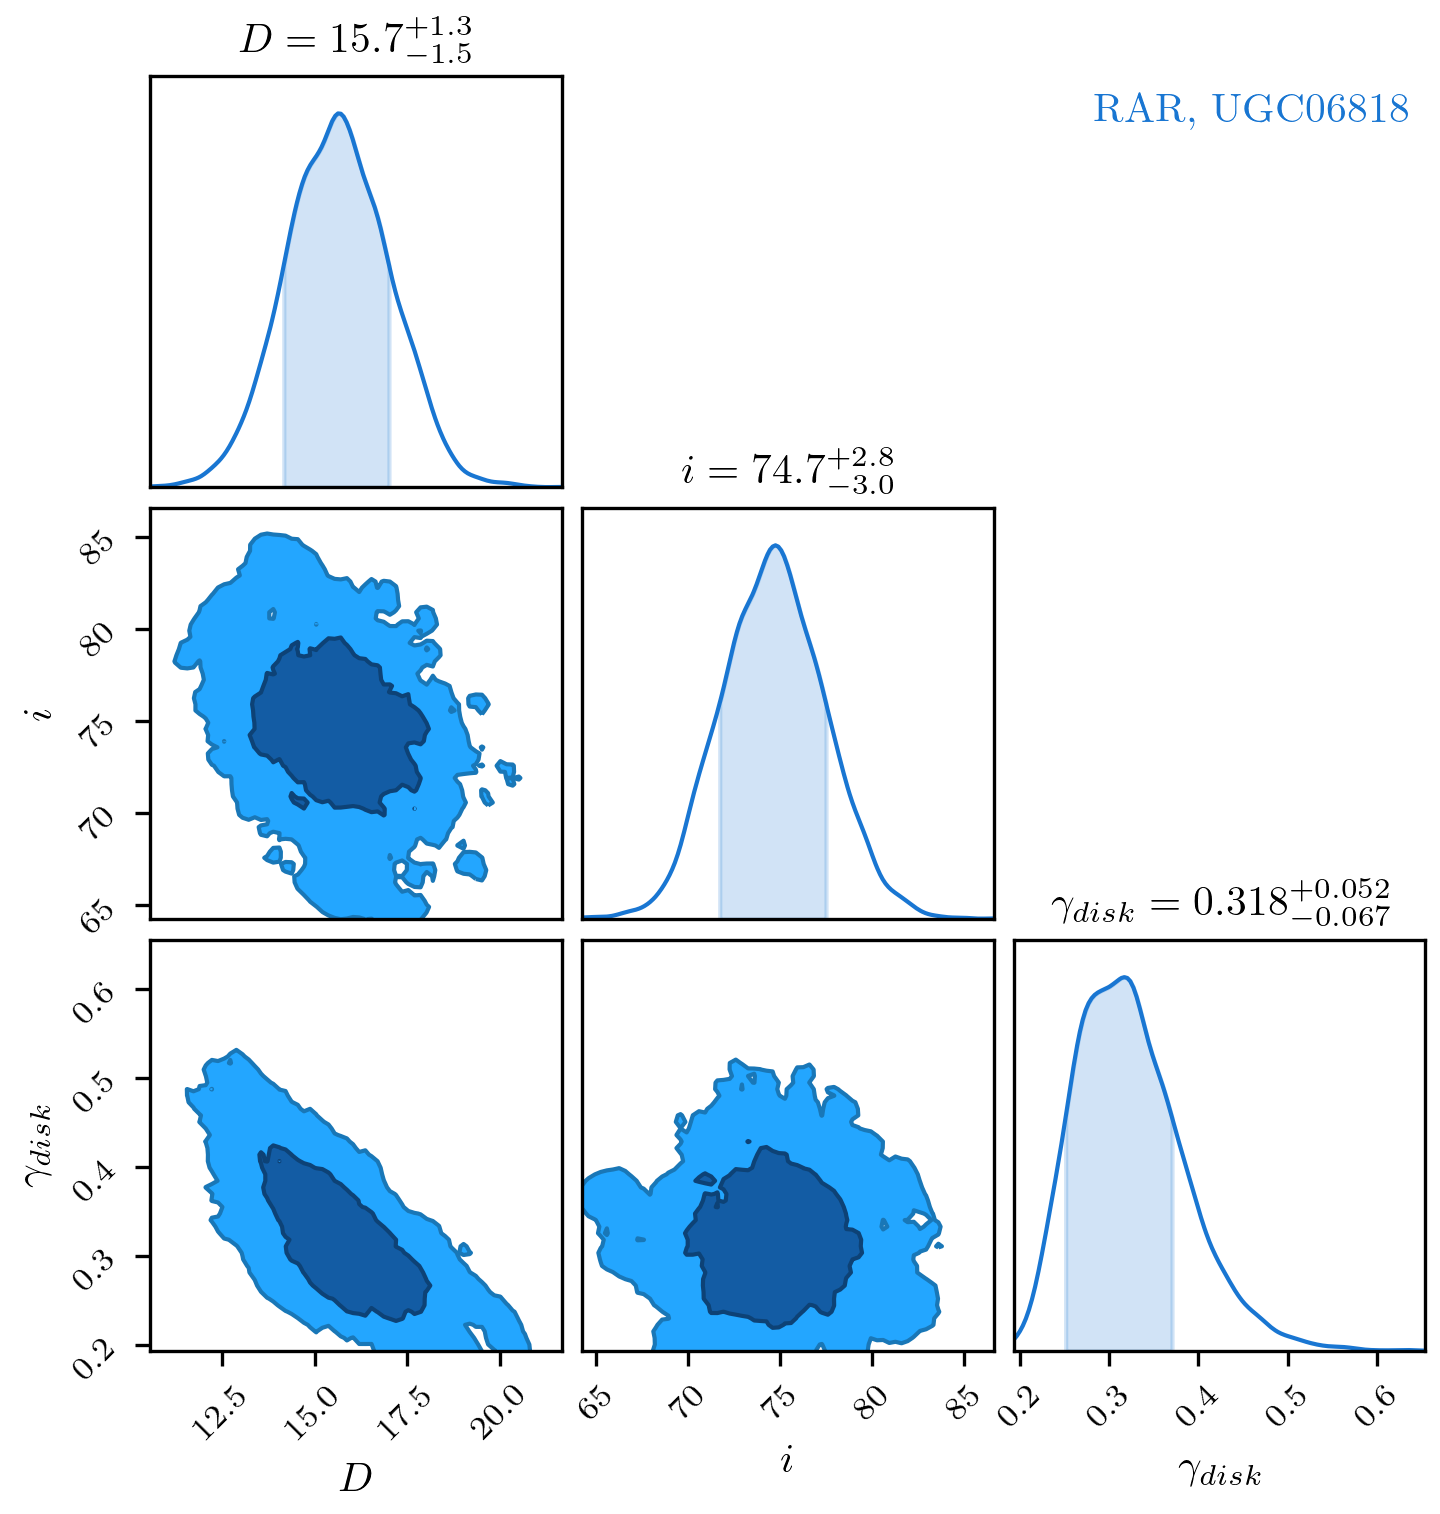 $D = 15.7^{+1.3}_{-1.5}$
RAR, UGC06818
$i = 74.7^{+2.8}_{-3.0}$
85
80
75
70
65
i
$\gamma_{disk} = 0.318^{+0.052}_{-0.067}$
0.6
0.5
0.4
0.3
0.2
$\gamma_{disk}$
12.5 15.0 17.5 20.0
65 70 75 80 85
0.2 0.3 0.4 0.5 0.6
D
i
$\gamma_{disk}$